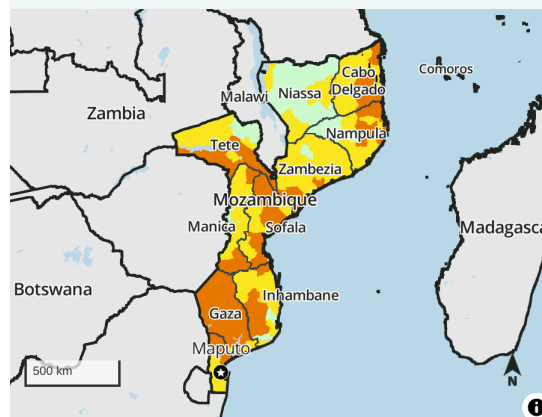 Comoros
Cabo
Delgado
Niassa
Malawi
Zambia
Nampula
Tete
Zambezia
Mozambique
Manica
Sofala
Madagasca
Botswana
Inhambane
Gaza
Maputo
500 km
N
i